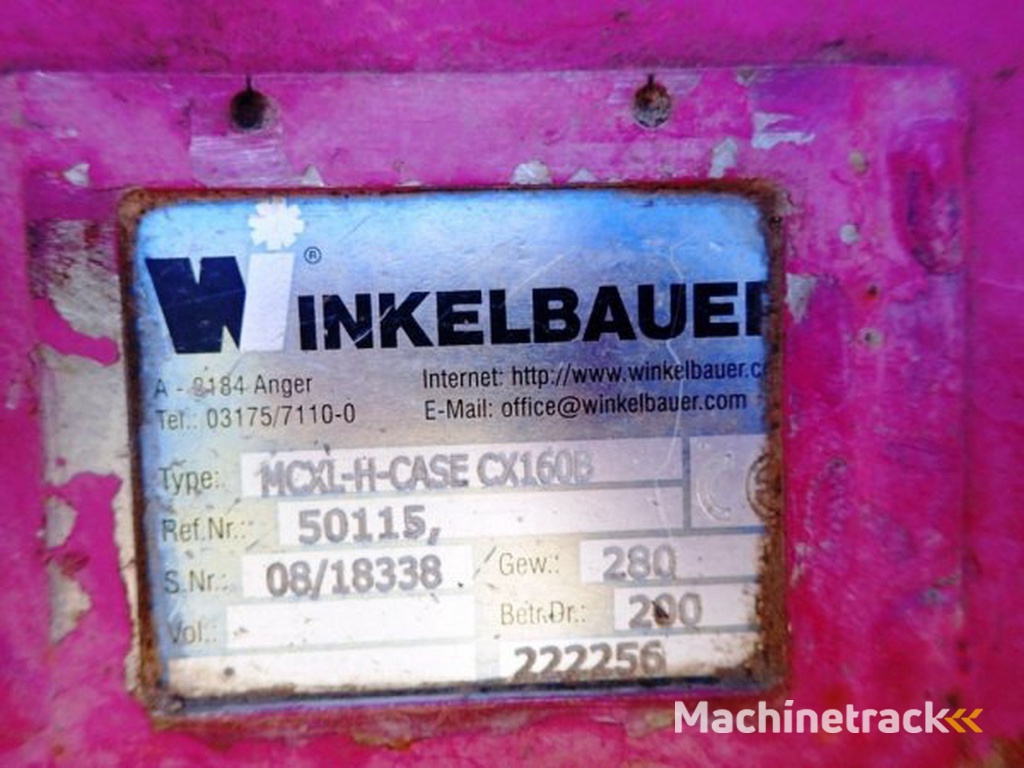 WINKELBAUER
®
A - 8184 Anger
Internet: http://www.winkelbauer.c
Tel.: 03175/7110-0
E-Mail: office@winkelbauer.com
Type: MCXL-H-CASE CX160B
Ref.Nr.: 50115,
S.Nr.: 08/18338
Gew.: 280
Vol.:
Betr.Dr.: 200
222256
Machinetrack